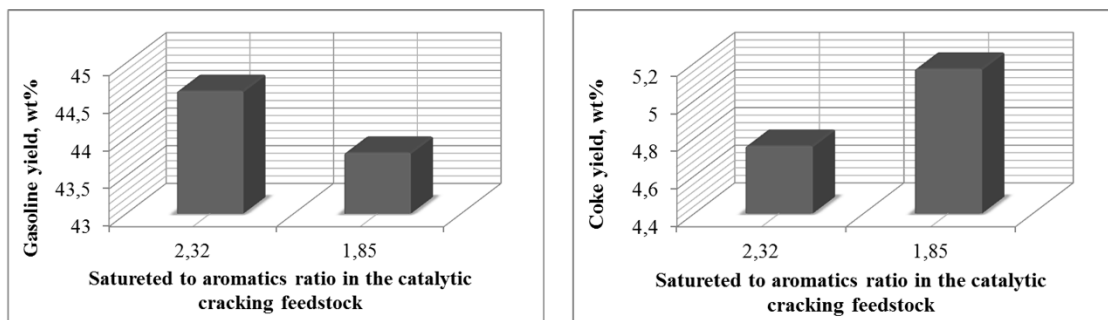 Gasoline yield, wt%
45
44,5
44
43,5
43
2,32 1,85
Satureted to aromatics ratio in the catalytic
cracking feedstock
Coke yield, wt%
5,2
5
4,8
4,6
4,4
2,32 1,85
Satureted to aromatics ratio in the catalytic
cracking feedstock